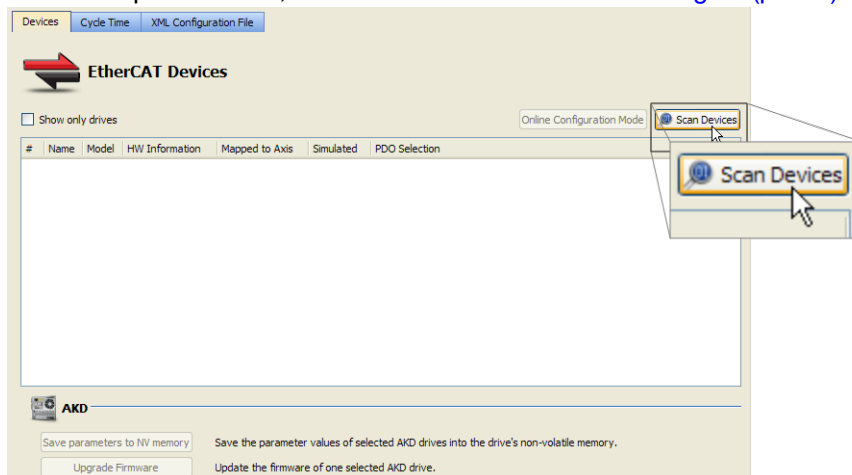 Devices Cycle Time XML Configuration File
EtherCAT Devices
Show only drives Online Configuration Mode Scan Devices
# Name Model HW Information Mapped to Axis Simulated PDO Selection
Scan Devices
AKD
Save parameters to NV memory Save the parameter values of selected AKD drives into the drive's non-volatile memory.
Upgrade Firmware Update the firmware of one selected AKD drive.